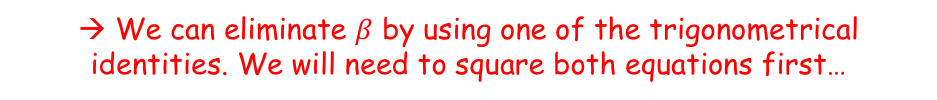 → We can eliminate 𝛽 by using one of the trigonometrical
identities. We will need to square both equations first…